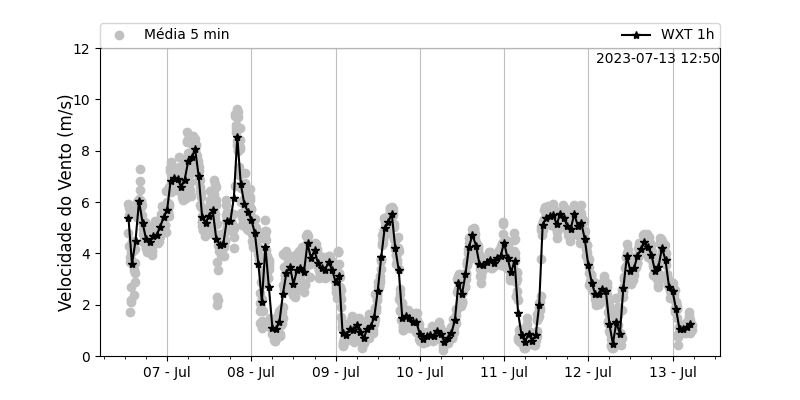 Média 5 min
WXT 1h
2023-07-13 12:50
Velocidade do Vento (m/s)
12
10
8
6
4
2
0
07 - Jul 08 - Jul 09 - Jul 10 - Jul 11 - Jul 12 - Jul 13 - Jul